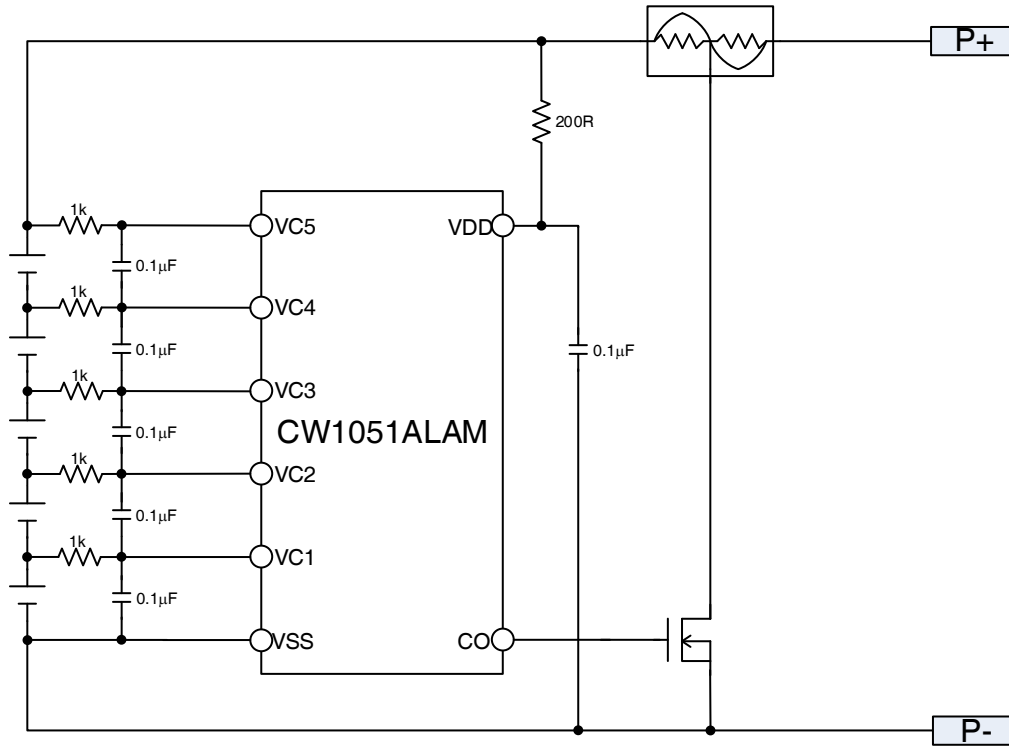 P+
200R
1k
VC5
VDD
0.1μF
1k
VC4
0.1μF
0.1μF
1k
VC3
0.1μF
CW1051ALAM
1k
VC2
0.1μF
1k
VC1
0.1μF
VSS
CO
P-